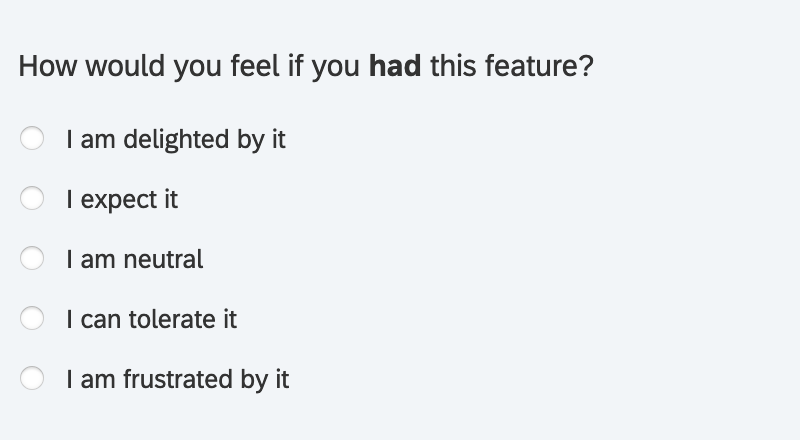 How would you feel if you had this feature?
I am delighted by it
I expect it
I am neutral
I can tolerate it
I am frustrated by it